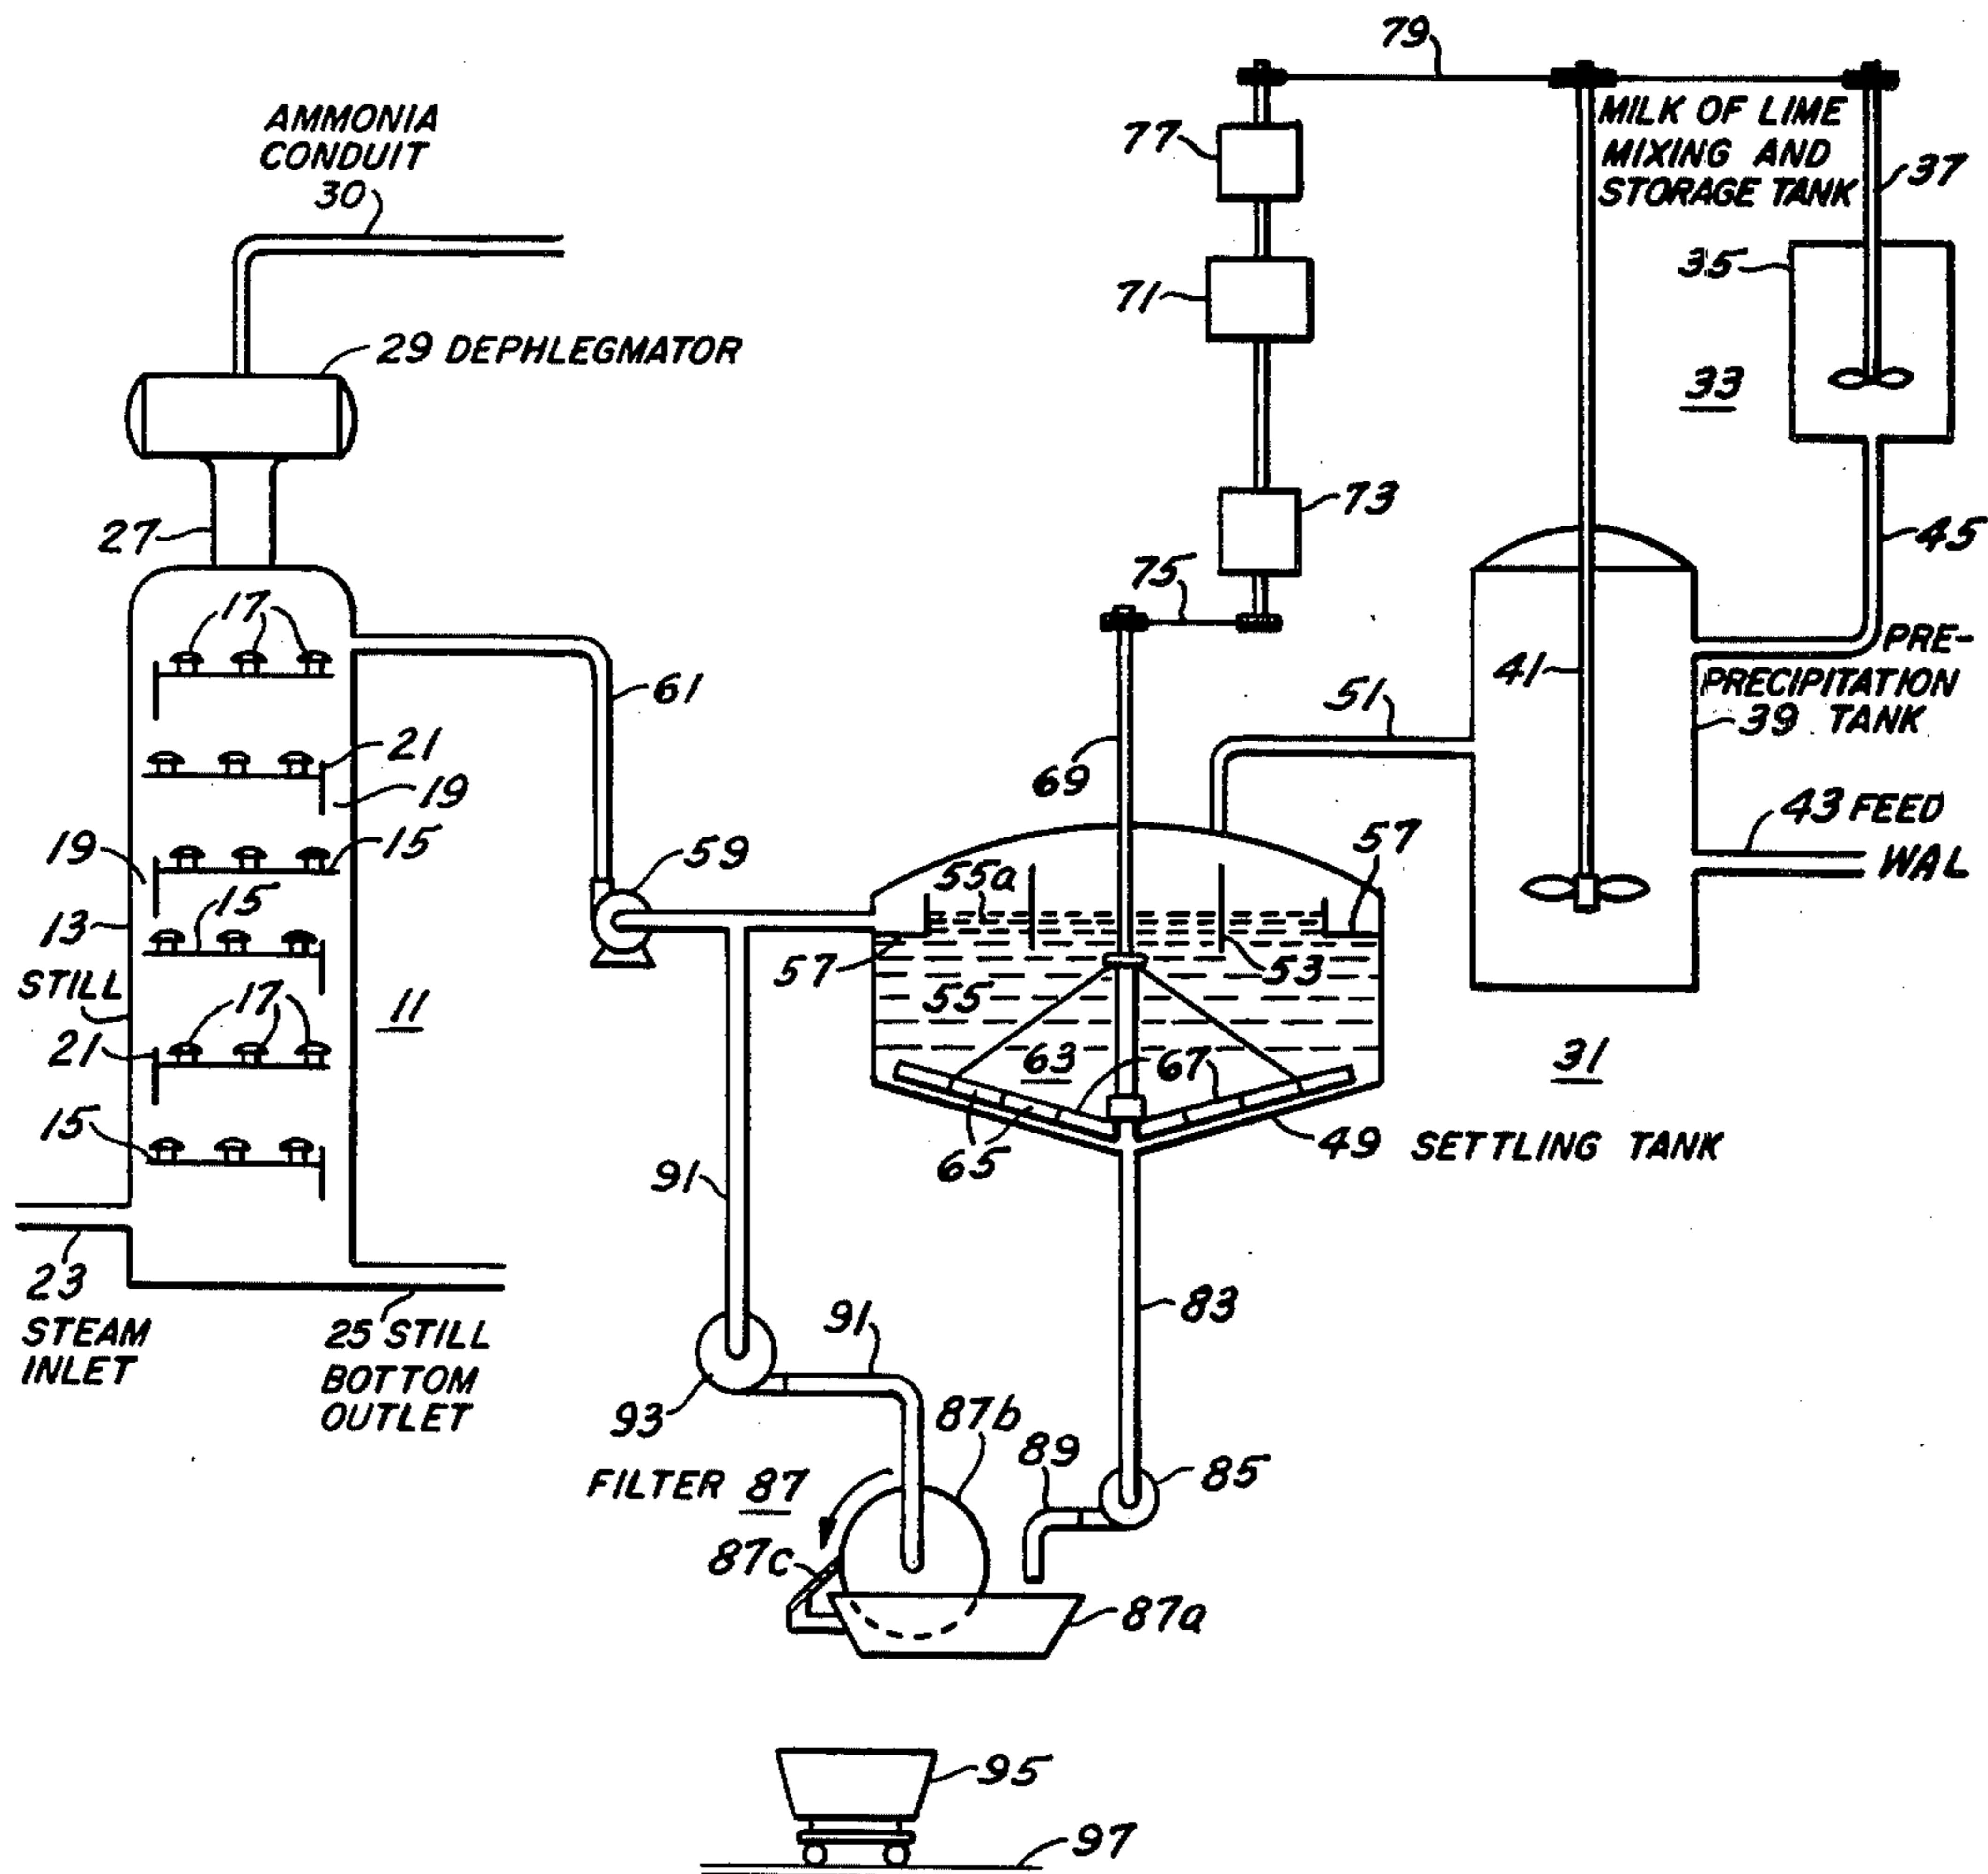 79
AMMONIA
CONDUIT
30
MILK OF LIME
MIXING AND
STORAGE TANK
77
37
35
71
29 DEPHLEGMATOR
33
73
27
45
75
17
61
41
PRE-
PRECIPITATION
39 TANK
51
21
69
19
43 FEED
WAL
57
19
15
59
55a
15
13
57
53
STILL
17
11
55
21
63
67
31
15
65
49 SETTLING TANK
91
23
STEAM
INLET
25 STILL
BOTTOM
OUTLET
83
91
93
87b
89
85
FILTER 87
87c
87a
95
97